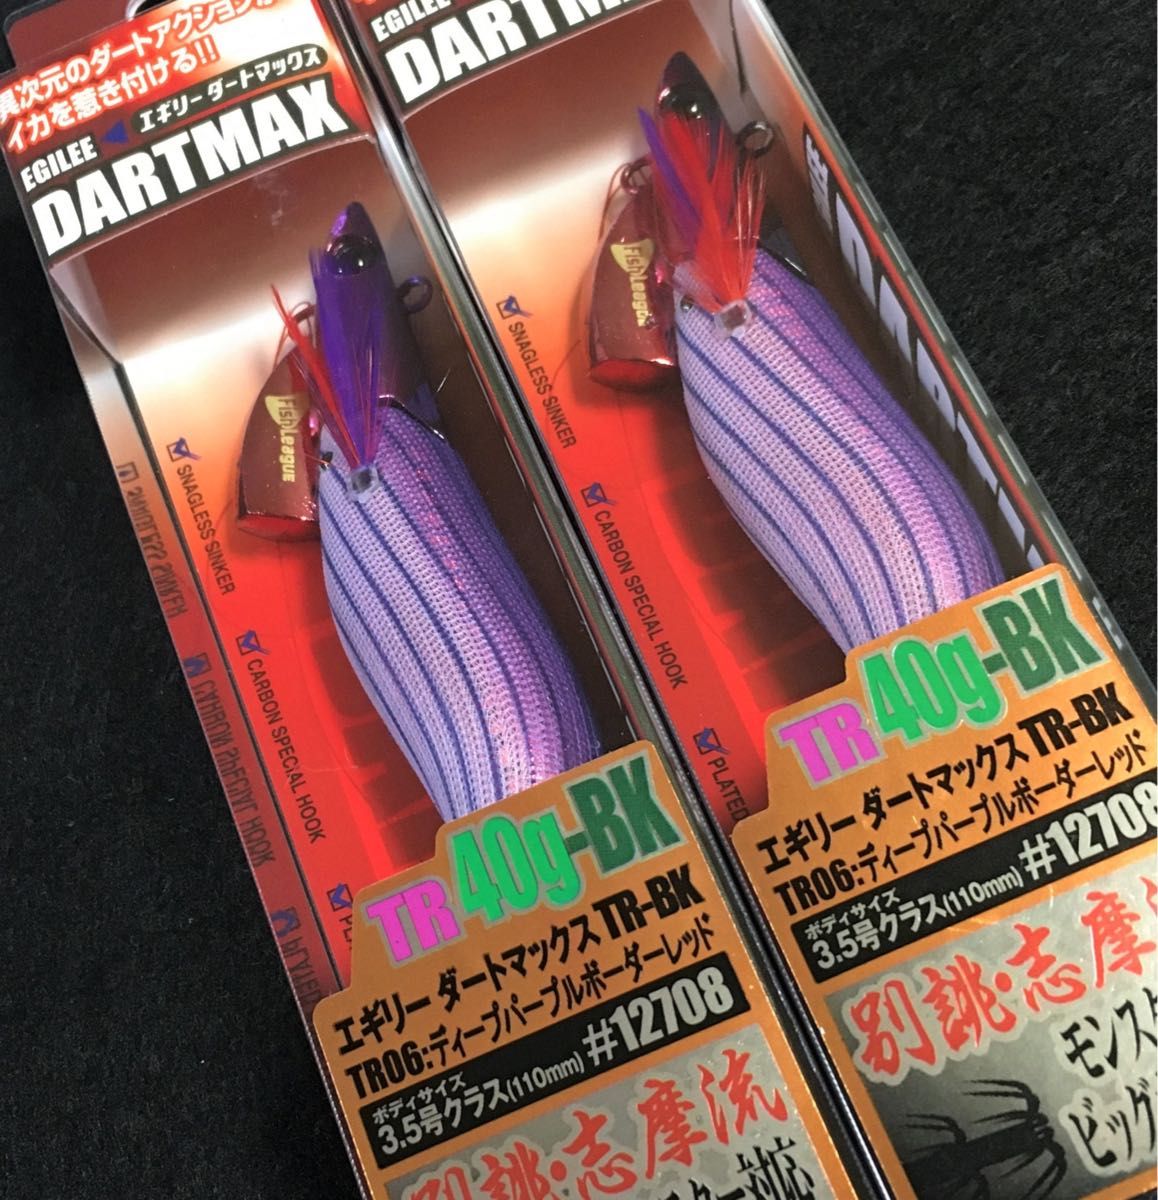 異次元のダートアクションが
イカを惹き付ける!!
EGILEE
エギリー ダートマックス
DARTMAX
FishLeague
SNAGLESS SINKER
CARBON SPECIAL HOOK
TR 40g-BK
エギリー ダートマックス TR-BK
TR06:ディープパープルボーダーレッド
ボディサイズ
3.5号クラス(110mm) #12708
別誂・志摩流
EGILEE
DARTMAX
FishLeague
SNAGLESS SINKER
CARBON SPECIAL HOOK
PLATED
TR 40g-BK
エギリー ダートマックス TR-BK
TR06:ディープパープルボーダーレッド
ボディサイズ
3.5号クラス(110mm) #12708
別誂・志摩
モンス
ビッグ